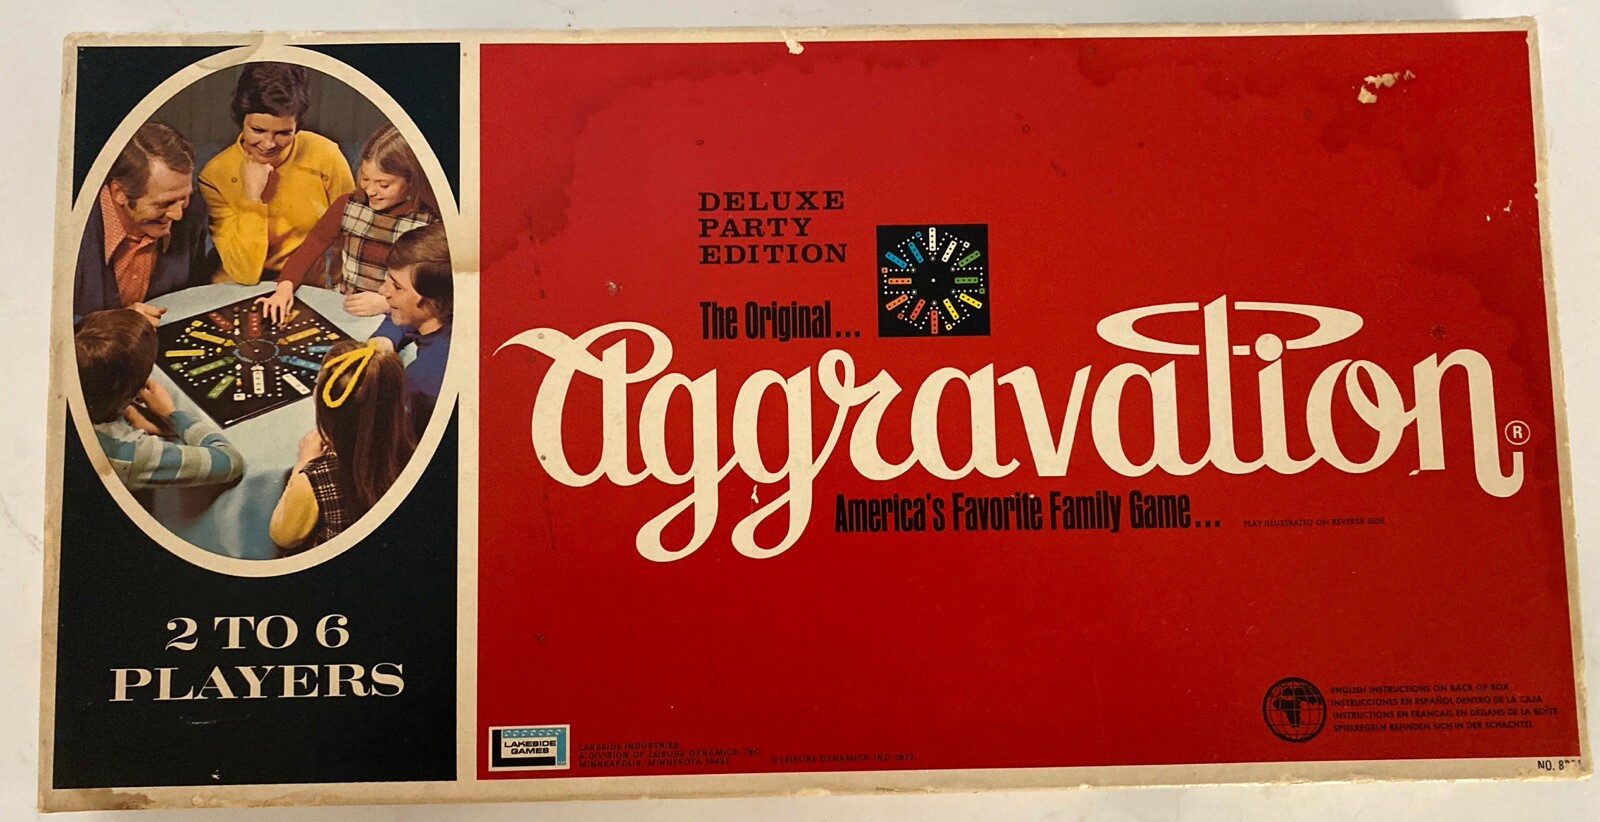 DELUXE
PARTY
EDITION
The Original...
Aggravation®
America's Favorite Family Game...
PLAY ILLUSTRATED ON REVERSE SIDE
2 TO 6
PLAYERS
LAKESIDE
GAMES
LAKESIDE INDUSTRIES
A DIVISION OF LEISURE DYNAMICS, INC.
MINNEAPOLIS, MINNESOTA 55435
© LEISURE DYNAMICS, INC. 1972
ENGLISH INSTRUCTIONS ON BACK OF BOX
INSTRUCCIONES EN ESPAÑOL DENTRO DE LA CAJA
INSTRUCTIONS EN FRANCAIS EN DEDANS DE LA BOÎTE
SPIELREGELN BEFINDEN SICH IN DER SCHACHTEL
NO.